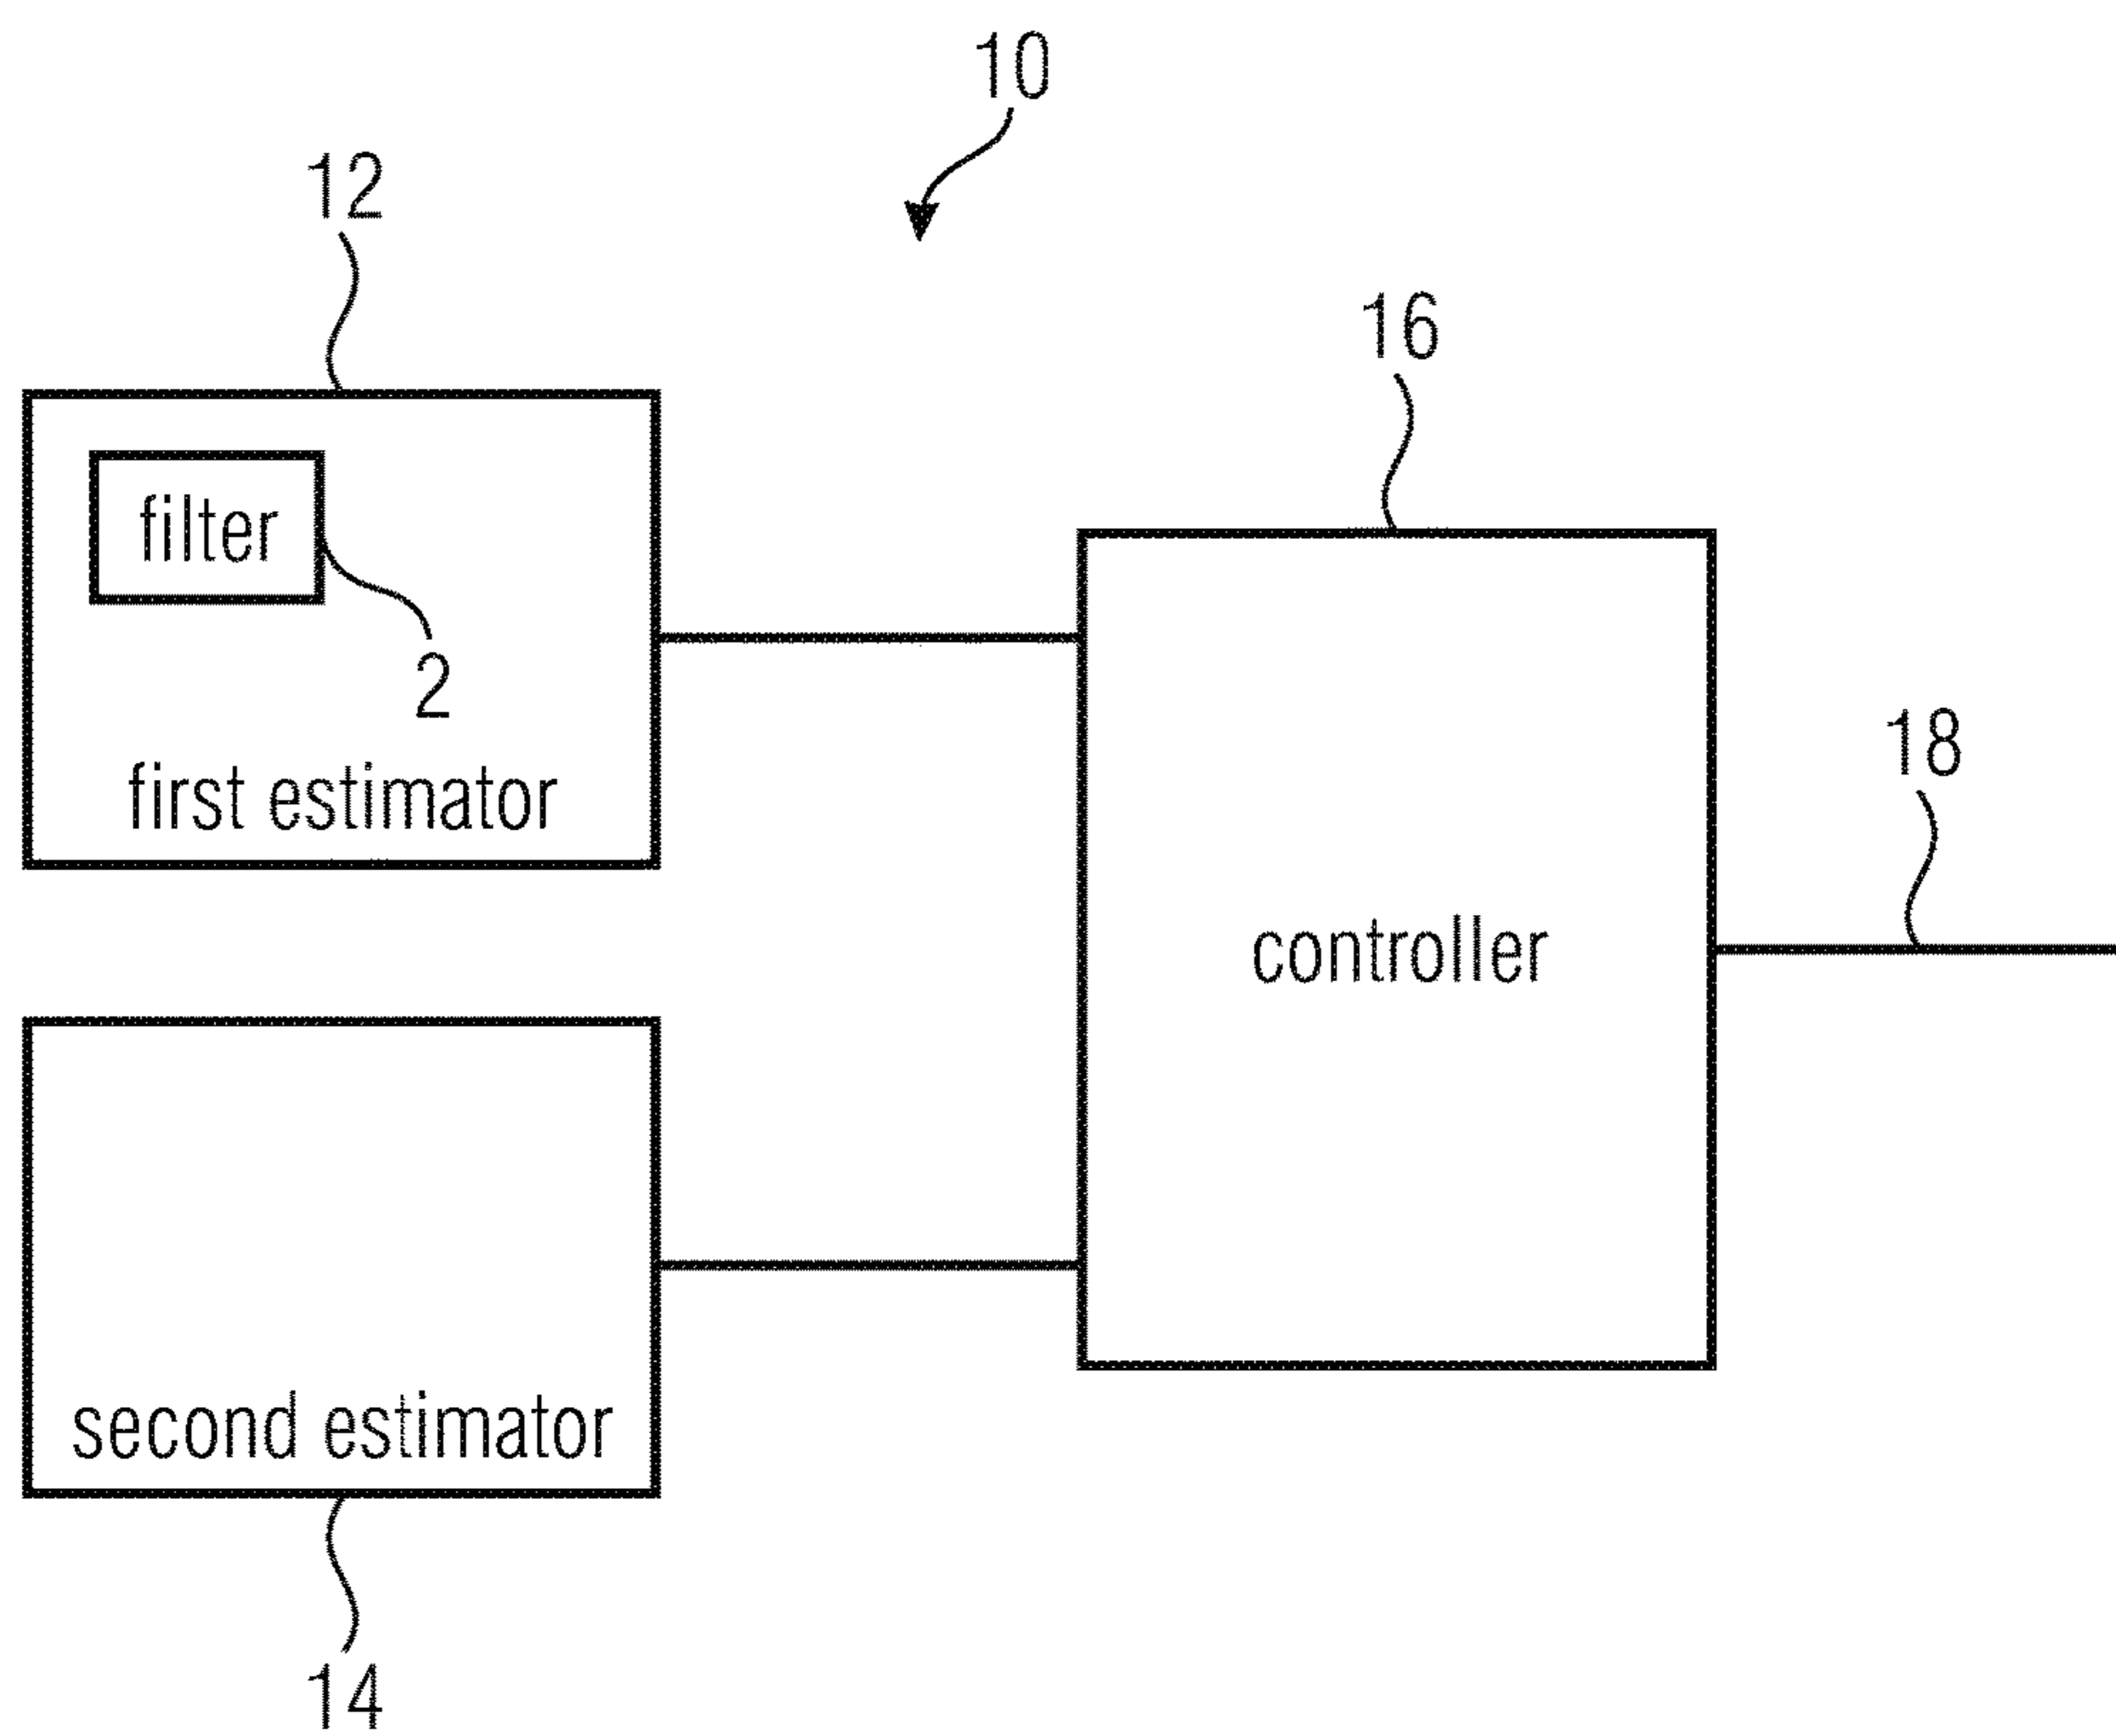 10
12
16
filter
2
18
first estimator
controller
second estimator
14